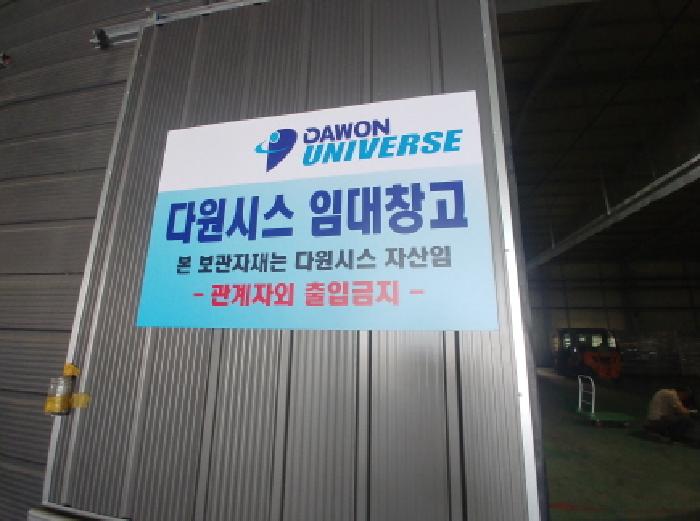 DAWON
UNIVERSE
다원시스 임대창고
본 보관자재는 다원시스 자산임
- 관계자외 출입금지 -